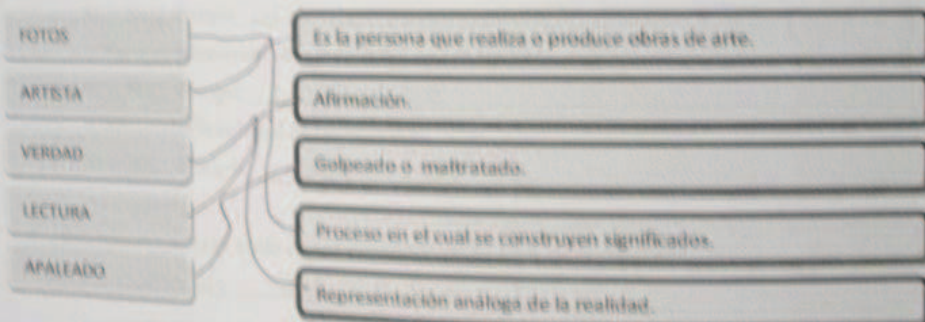 FOTOS
Es la persona que realiza o produce obras de arte.
ARTISTA
Afirmación.
VERDAD
Golpeado o maltratado.
LECTURA
Proceso en el cual se construyen significados.
APALEADO
Representación análoga de la realidad.